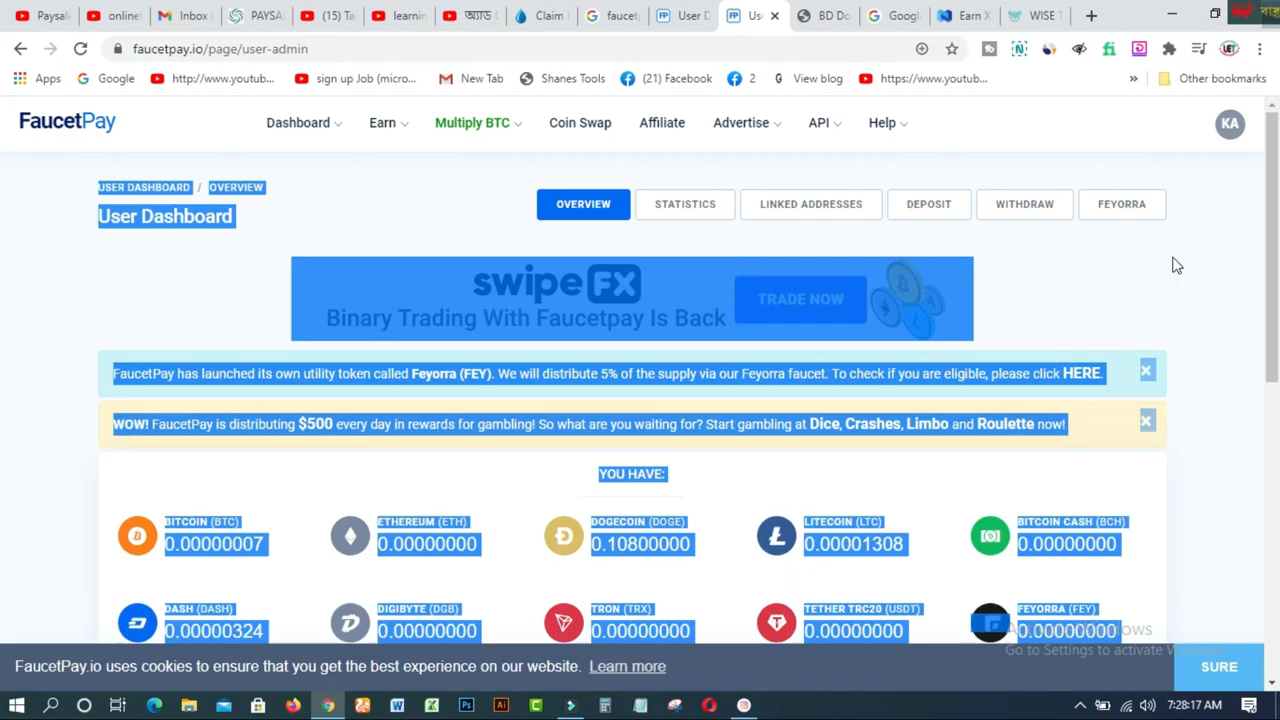 Paysal
online
Inbox
PAYSA
(15) Ta
learnin
অ্যাড
Claim
faucet
User D
Us
BD
Googl
Earn X
WISE T
faucetpay.io/page/user-admin
Apps
Google
http://www.youtub...
sign up Job (micro...
New Tab
Shanes Tools
(21) Facebook
2
View blog
https://www.youtub...
»
Other bookmarks
FaucetPay
Dashboard
Earn
Multiply BTC
Coin Swap
Affiliate
Advertise
API
Help
KA
USER DASHBOARD / OVERVIEW
User Dashboard
OVERVIEW
STATISTICS
LINKED ADDRESSES
DEPOSIT
WITHDRAW
FEYORRA
swipe FX
Binary Trading With Faucetpay Is Back
TRADE NOW
FaucetPay has launched its own utility token called Feyorra (FEY). We will distribute 5% of the supply via our Feyorra faucet. To check if you are eligible, please click HERE.
WOW! FaucetPay is distributing $500 every day in rewards for gambling! So what are you waiting for? Start gambling at Dice, Crashes, Limbo and Roulette now!
YOU HAVE:
BITCOIN (BTC)
0.00000007
ETHEREUM (ETH)
0.00000000
DOGECOIN (DOGE)
0.10800000
LITECOIN (LTC)
0.00001308
BITCOIN CASH (BCH)
0.00000000
DASH (DASH)
0.00000324
DIGIBYTE (DGB)
0.00000000
TRON (TRX)
0.00000000
TETHER TRC20 (USDT)
0.00000000
FEYORRA (FEY)
0.00000000
Activate Windows
Go to Settings to activate
FaucetPay.io uses cookies to ensure that you get the best experience on our website. Learn more
SURE
7:28:17 AM